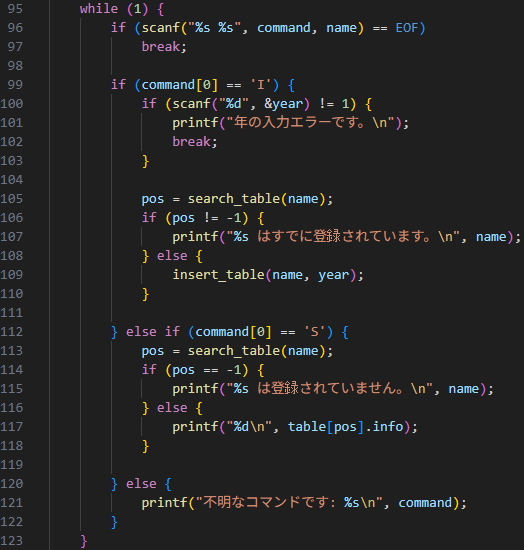 95 while (1) {
96 if (scanf("%s %s", command, name) == EOF)
97 break;
98
99 if (command[0] == 'I') {
100 if (scanf("%d", &year) != 1) {
101 printf("年の入力エラーです。\n");
102 break;
103 }
104
105 pos = search_table(name);
106 if (pos != -1) {
107 printf("%s はすでに登録されています。\n", name);
108 } else {
109 insert_table(name, year);
110 }
111
112 } else if (command[0] == 'S') {
113 pos = search_table(name);
114 if (pos == -1) {
115 printf("%s は登録されていません。\n", name);
116 } else {
117 printf("%d\n", table[pos].info);
118 }
119
120 } else {
121 printf("不明なコマンドです: %s\n", command);
122 }
123 }